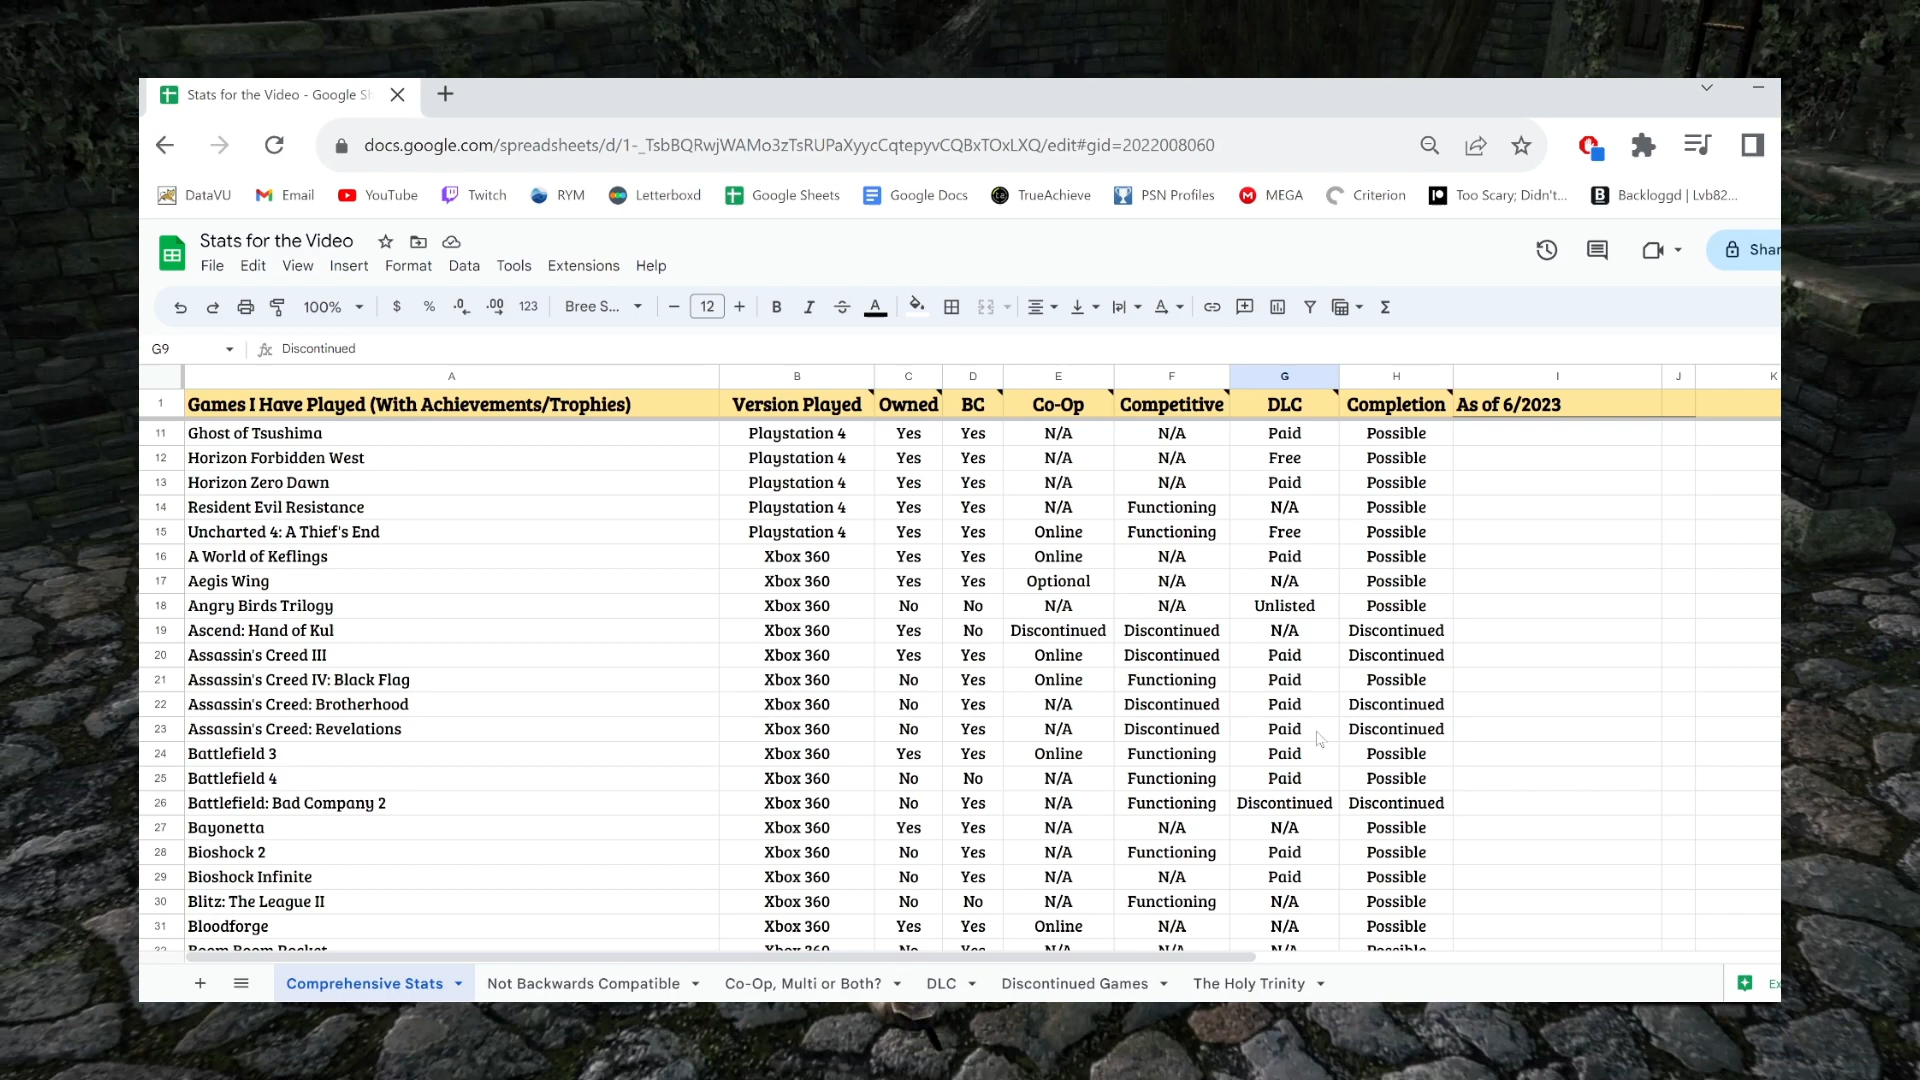 Stats for the Video - Google Sh
docs.google.com/spreadsheets/d/1-_TsbBQRwjWAMo3zTsRUPaXyycCqtepyvCQBxTOxLXQ/edit#gid=2022008060
DataVU Email YouTube Twitch RYM Letterboxd Google Sheets Google Docs TrueAchieve PSN Profiles MEGA Criterion Too Scary; Didn't... Backloggd | Lvb82...
Stats for the Video
File Edit View Insert Format Data Tools Extensions Help
Shar
100% $ % .0 .00 123 Bree S... − 12 + B I A Σ
G9 fx Discontinued
A B C D E F G H I J K
1 Games I Have Played (With Achievements/Trophies) Version Played Owned BC Co-Op Competitive DLC Completion As of 6/2023
11 Ghost of Tsushima Playstation 4 Yes Yes N/A N/A Paid Possible
12 Horizon Forbidden West Playstation 4 Yes Yes N/A N/A Free Possible
13 Horizon Zero Dawn Playstation 4 Yes Yes N/A N/A Paid Possible
14 Resident Evil Resistance Playstation 4 Yes Yes N/A Functioning N/A Possible
15 Uncharted 4: A Thief's End Playstation 4 Yes Yes Online Functioning Free Possible
16 A World of Keflings Xbox 360 Yes Yes Online N/A Paid Possible
17 Aegis Wing Xbox 360 Yes Yes Optional N/A N/A Possible
18 Angry Birds Trilogy Xbox 360 No No N/A N/A Unlisted Possible
19 Ascend: Hand of Kul Xbox 360 Yes No Discontinued Discontinued N/A Discontinued
20 Assassin's Creed III Xbox 360 Yes Yes Online Discontinued Paid Discontinued
21 Assassin's Creed IV: Black Flag Xbox 360 No Yes Online Functioning Paid Possible
22 Assassin's Creed: Brotherhood Xbox 360 No Yes N/A Discontinued Paid Discontinued
23 Assassin's Creed: Revelations Xbox 360 No Yes N/A Discontinued Paid Discontinued
24 Battlefield 3 Xbox 360 Yes Yes Online Functioning Paid Possible
25 Battlefield 4 Xbox 360 No No N/A Functioning Paid Possible
26 Battlefield: Bad Company 2 Xbox 360 No Yes N/A Functioning Discontinued Discontinued
27 Bayonetta Xbox 360 Yes Yes N/A N/A N/A Possible
28 Bioshock 2 Xbox 360 No Yes N/A Functioning Paid Possible
29 Bioshock Infinite Xbox 360 No Yes N/A N/A Paid Possible
30 Blitz: The League II Xbox 360 No No N/A Functioning N/A Possible
31 Bloodforge Xbox 360 Yes Yes Online N/A N/A Possible
32 Boom Boom Rocket Xbox 360 No Yes N/A N/A N/A Possible
+ Comprehensive Stats Not Backwards Compatible Co-Op, Multi or Both? DLC Discontinued Games The Holy Trinity Ex